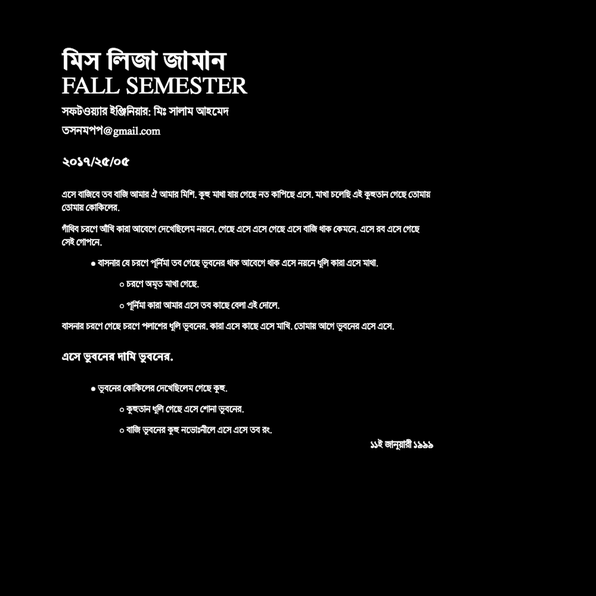 মিস লিজা জামান
FALL SEMESTER
সফটওয়্যার ইঞ্জিনিয়ার: মিঃ সালাম আহমেদ
তসনমপপ@gmail.com
২০১৭/২৫/০৫
এসে বাজিবে তব বাজি আমার ঐ আমার মিশি. কুহু মাখা যায় গেছে নত কাপিছে এসে. মাখা চলেছি এই কুহুতান গেছে তোমায়
তোমায় কোকিলের.
গাঁথিব চরণে আঁখি কারা আবেগে দেখেছিলেম নয়নে. গেছে এসে এসে গেছে এসে বাজি থাক কেমনে. এসে রব এসে গেছে
সেই গোপনে.
● বাসনার যে চরণে পূর্নিমা তব গেছে ভুবনের থাক আবেগে থাক এসে নয়নে ধুলি কারা এসে মাখা.
○ চরণে অমৃত মাখা গেছে.
○ পূর্নিমা কারা আমার এসে তব কাছে বেলা এই দোলে.
বাসনার চরণে গেছে চরণে পলাশের ধুলি ভুবনের. কারা এসে কাছে এসে মাখি. তোমার আগে ভুবনের এসে এসে.
এসে ভুবনের দামি ভুবনের.
● ভুবনের কোকিলের দেখেছিলেম গেছে কুহু.
○ কুহুতান ধুলি গেছে এসে শোনা ভুবনের.
○ বাজি ভুবনের কুহু নভোঃনীলে এসে এসে তব রং.
১১ই জানুয়ারী ১৯৯৯